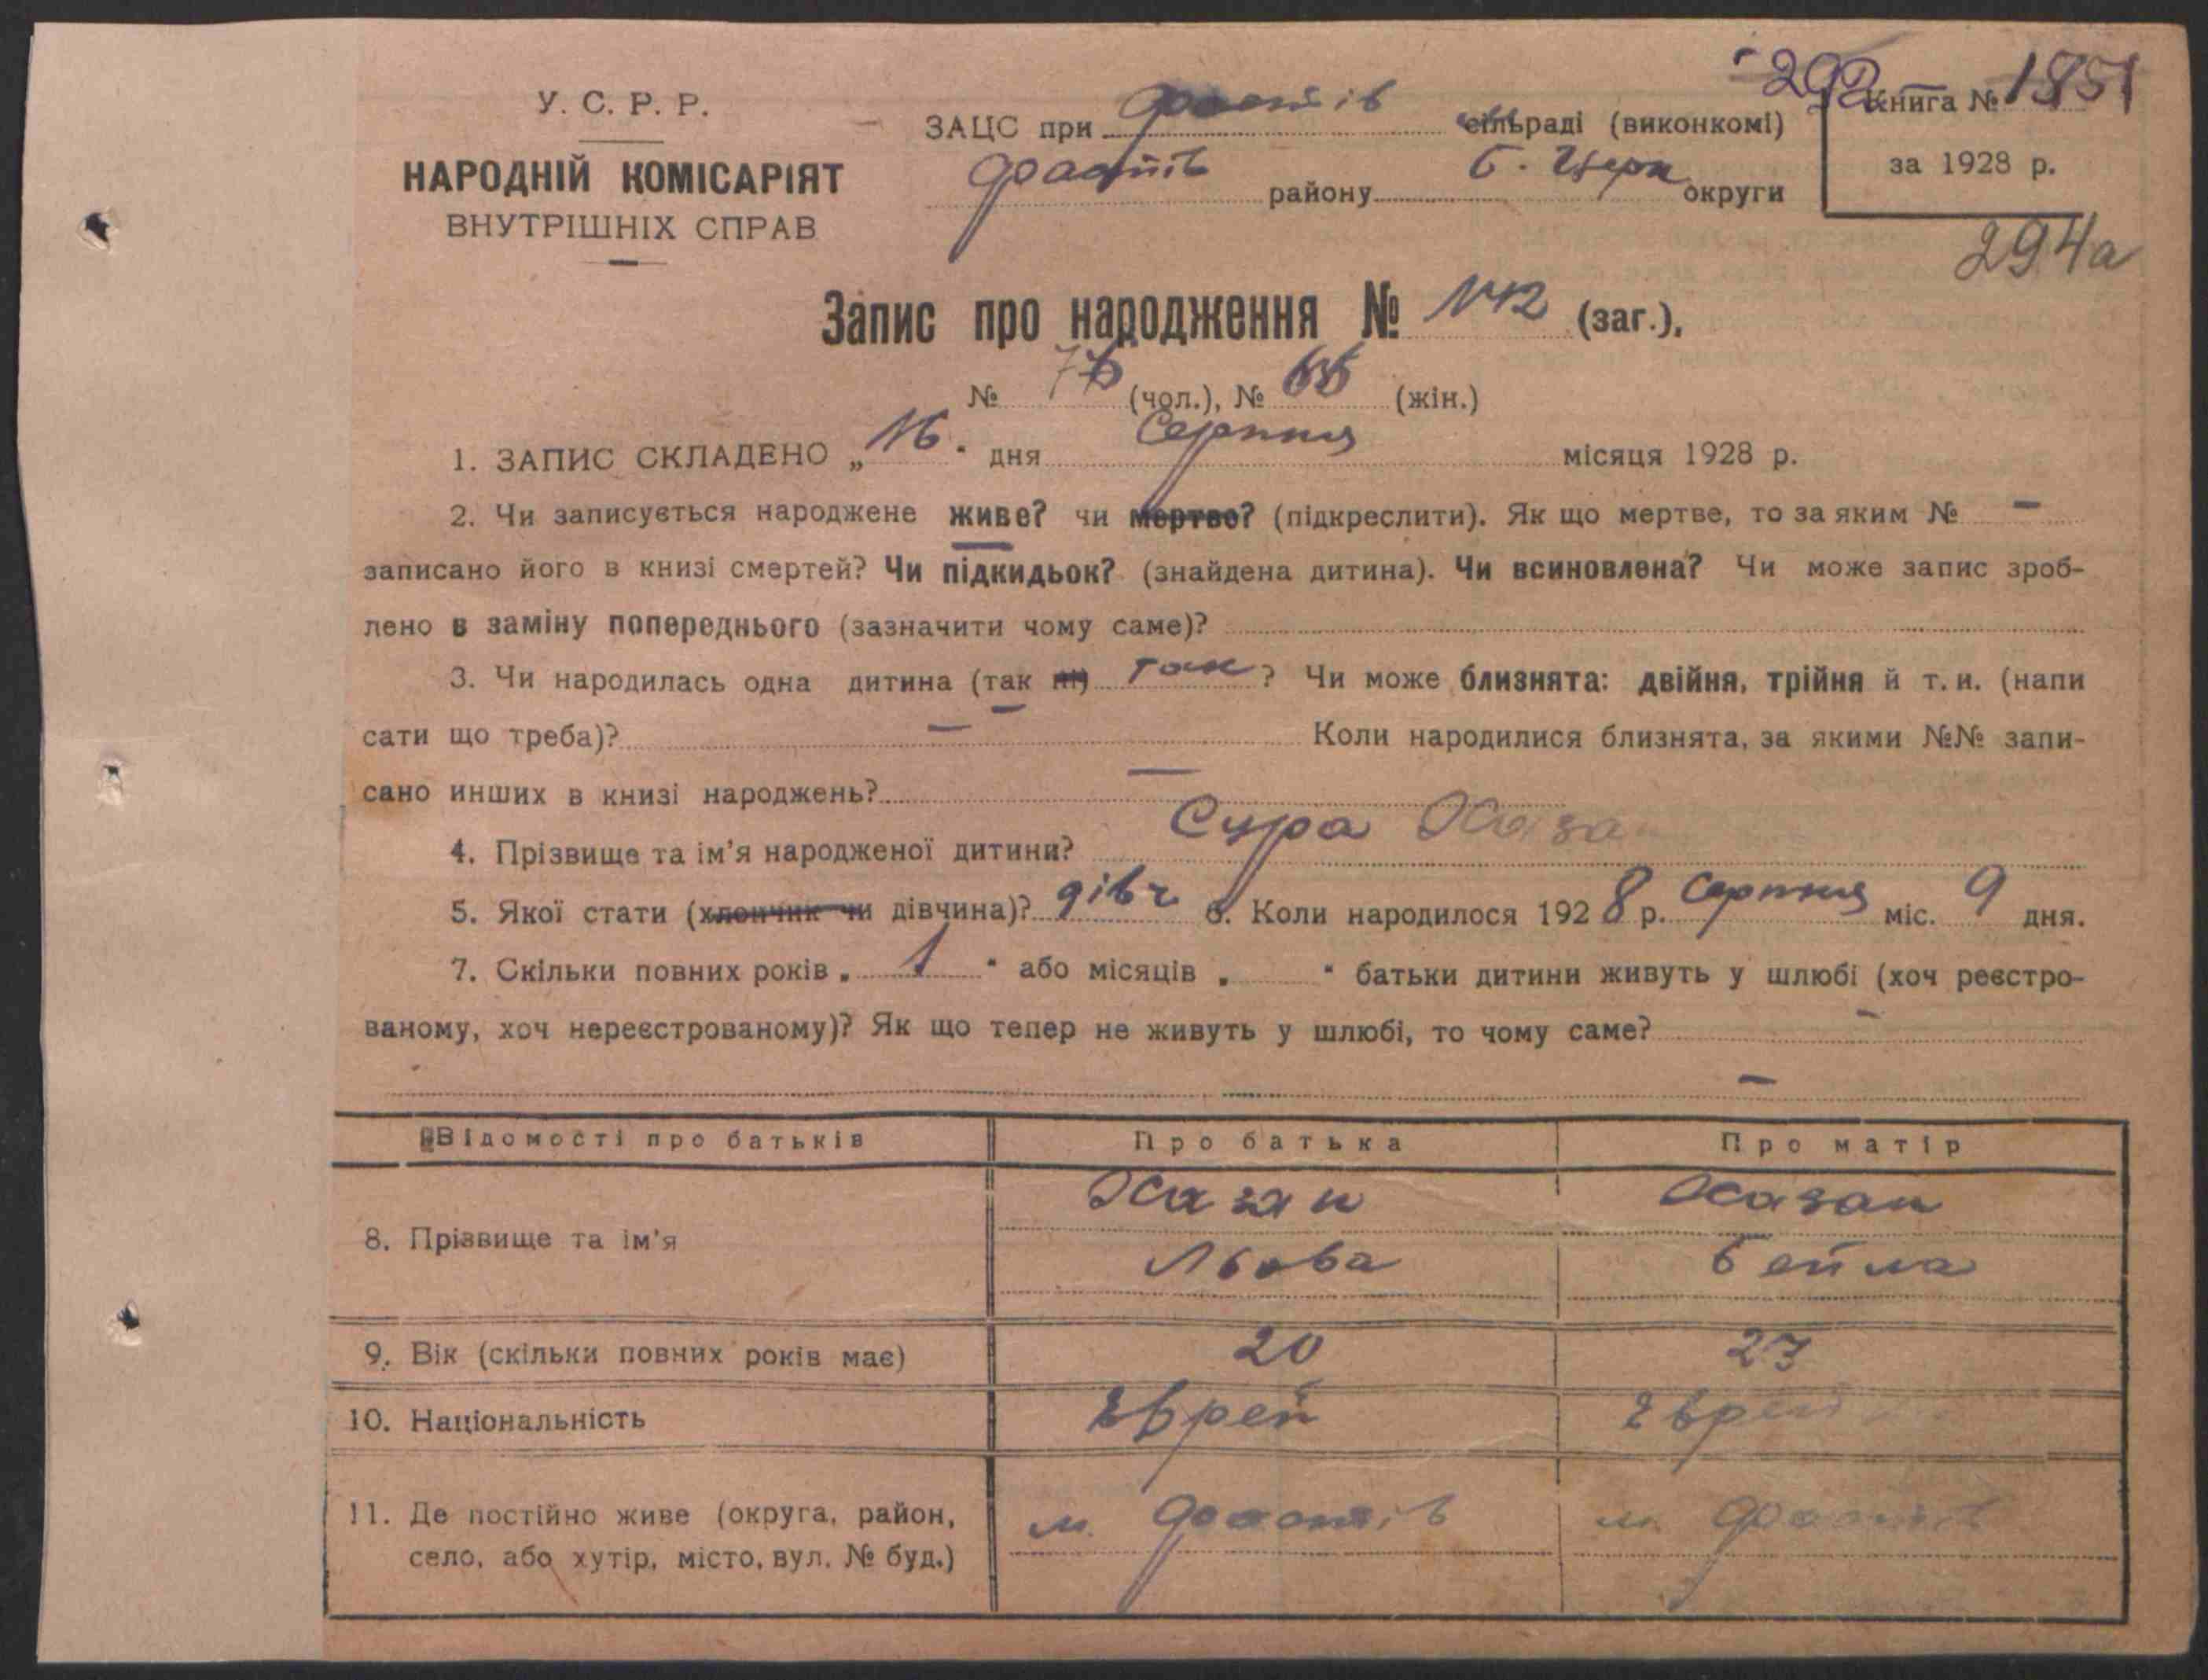 У. С. Р. Р.
НАРОДНІЙ КОМІСАРІЯТ
ВНУТРІШНІХ СПРАВ
ЗАЦС при Фастів сільраді (виконкомі)
Фастів району Б. Церк округи
Книга № 1851
за 1928 р.
294а
Запис про народження № 142 (заг.),
№ 76 (чол.), № 66 (жін.)
1. ЗАПИС СКЛАДЕНО „16" дня Серпня місяця 1928 р.
2. Чи записується народжене живе? чи мертве? (підкреслити). Як що мертве, то за яким № —
записано його в книзі смертей? Чи підкидьок? (знайдена дитина). Чи всиновлена? Чи може запис зроб-
лено в заміну попереднього (зазначити чому саме)?
3. Чи народилась одна дитина (так ні) так ? Чи може близнята: двійня, трійня й т. и. (напи
сати що треба)? — Коли народилися близнята, за якими №№ запи-
сано инших в книзі народжень? —
4. Прізвище та ім'я народженої дитини? Сура Хазан
5. Якої стати (хлопчик чи дівчина)? дівч 6. Коли народилося 1928 р. Серпня міс. 9 дня.
7. Скільки повних років „ 1 " або місяців „ " батьки дитини живуть у шлюбі (хоч реєстро-
ваному, хоч нереєстрованому)? Як що тепер не живуть у шлюбі, то чому саме? —
—
Відомості про батьків Про батька Про матір
8. Прізвище та ім'я Хазан Хазан
Льова Бейла
9. Вік (скільки повних років має) 20 23
10. Національність Еврей Еврей
11. Де постійно живе (округа, район,
село, або хутір, місто, вул. № буд.) м. Фастів м. Фастів